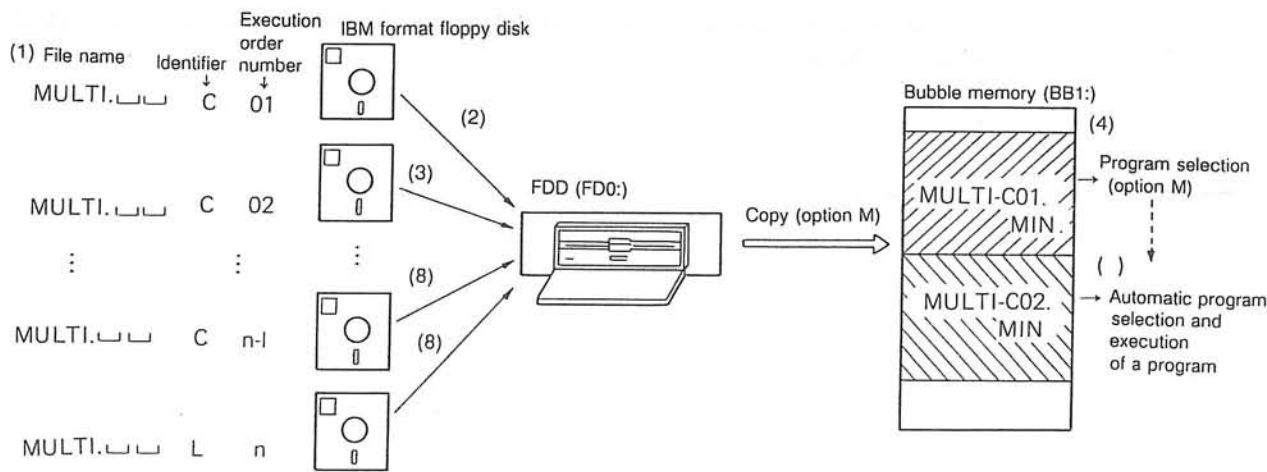 Execution
order
number
IBM format floppy disk
(1) File name
Identifier
MULTI.␣␣ C 01
(2)
MULTI.␣␣ C 02
(3)
FDD (FD0:)
Copy (option M)
MULTI.␣␣ C n-l
(8)
MULTI.␣␣ L n
(8)
Bubble memory (BB1:)
(4)
MULTI-C01.
MIN.
Program selection
(option M)
( )
MULTI-C02.
MIN
Automatic program
selection and
execution
of a program